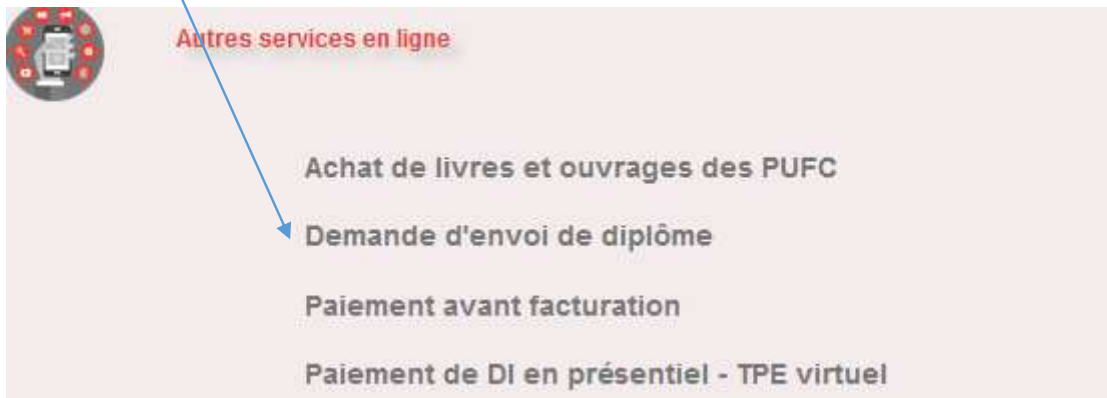 Autres services en ligne
Achat de livres et ouvrages des PUFC
Demande d'envoi de diplôme
Paiement avant facturation
Paiement de DI en présentiel - TPE virtuel